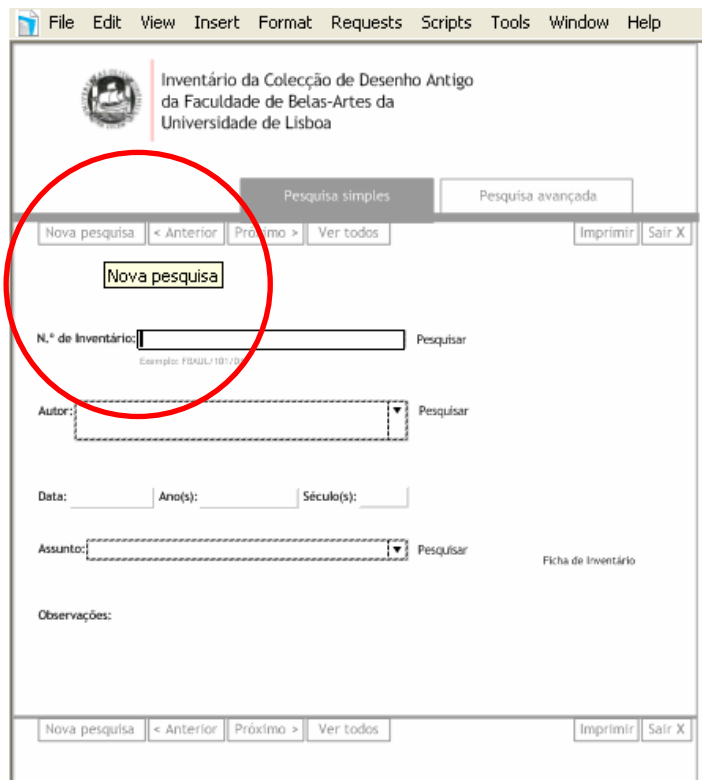 File Edit View Insert Format Requests Scripts Tools Window Help
Inventário da Colecção de Desenho Antigo
da Faculdade de Belas-Artes da
Universidade de Lisboa
Pesquisa simples Pesquisa avançada
Nova pesquisa < Anterior Próximo > Ver todos Imprimir Sair X
Nova pesquisa
N.º de Inventário: Pesquisar
Exemplo: FBAUL/101/D
Autor: Pesquisar
Data: Ano(s): Século(s):
Assunto: Pesquisar
Ficha de Inventário
Observações:
Nova pesquisa < Anterior Próximo > Ver todos Imprimir Sair X